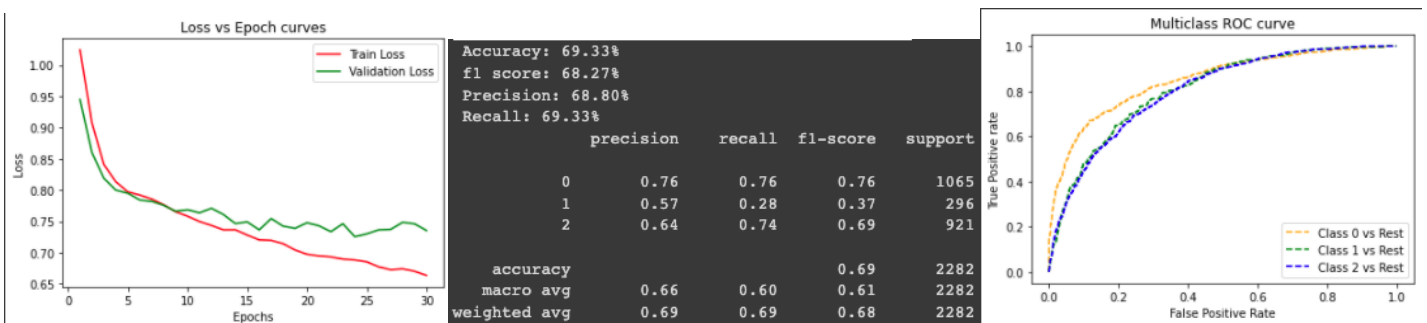 Loss vs Epoch curves
Train Loss
Validation Loss
1.00
0.95
0.90
0.85
0.80
0.75
0.70
0.65
Loss
0 5 10 15 20 25 30
Epochs
Accuracy: 69.33%
f1 score: 68.27%
Precision: 68.80%
Recall: 69.33%
precision recall f1-score support
0 0.76 0.76 0.76 1065
1 0.57 0.28 0.37 296
2 0.64 0.74 0.69 921
accuracy 0.69 2282
macro avg 0.66 0.60 0.61 2282
weighted avg 0.69 0.69 0.68 2282
Multiclass ROC curve
1.0
0.8
0.6
0.4
0.2
0.0
True Positive rate
Class 0 vs Rest
Class 1 vs Rest
Class 2 vs Rest
0.0 0.2 0.4 0.6 0.8 1.0
False Positive Rate